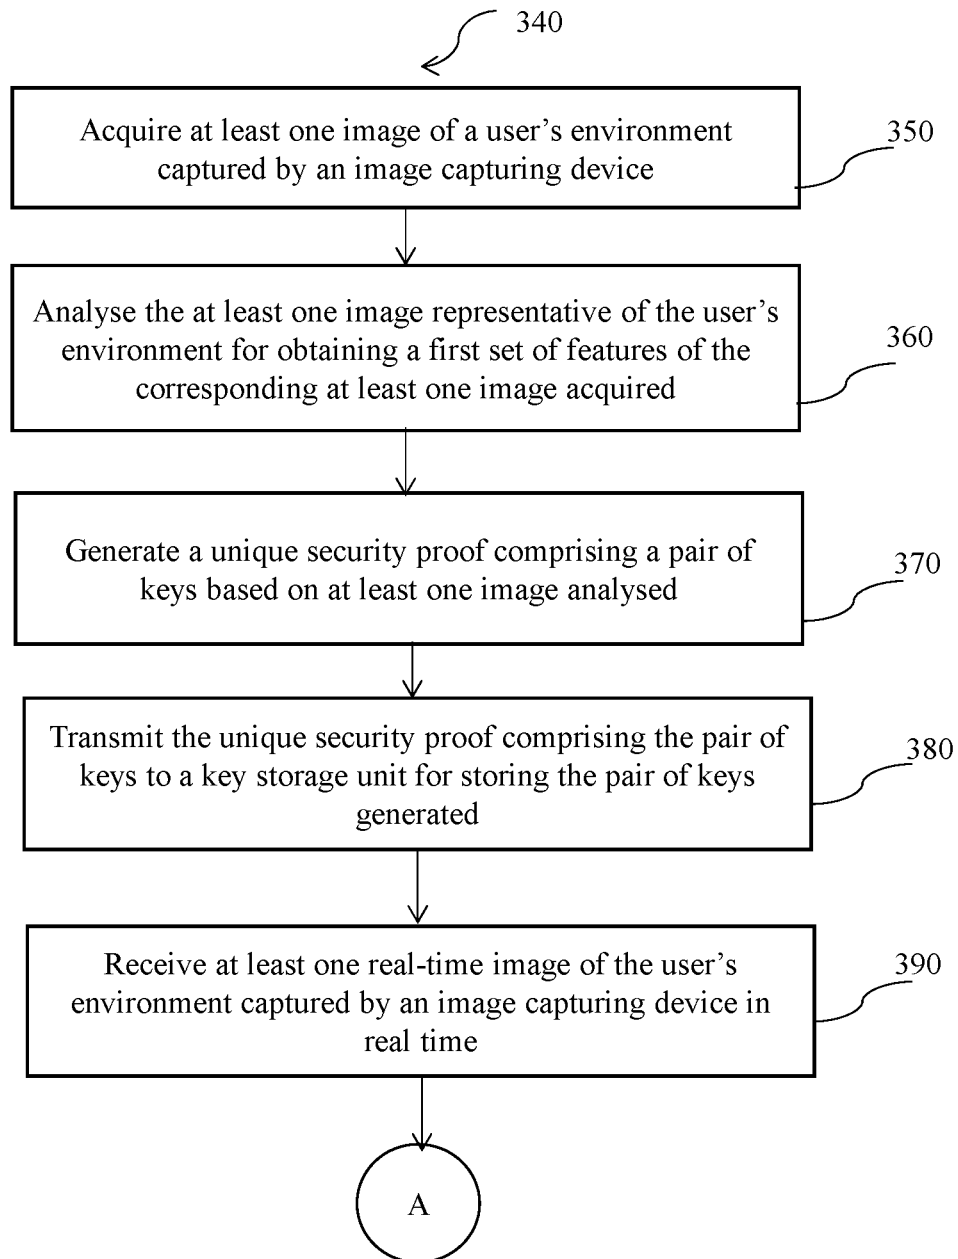 340
Acquire at least one image of a user’s environment
captured by an image capturing device
350
Analyse the at least one image representative of the user’s
environment for obtaining a first set of features of the
corresponding at least one image acquired
360
Generate a unique security proof comprising a pair of
keys based on at least one image analysed
370
Transmit the unique security proof comprising the pair of
keys to a key storage unit for storing the pair of keys
generated
380
Receive at least one real-time image of the user’s
environment captured by an image capturing device in
real time
390
A